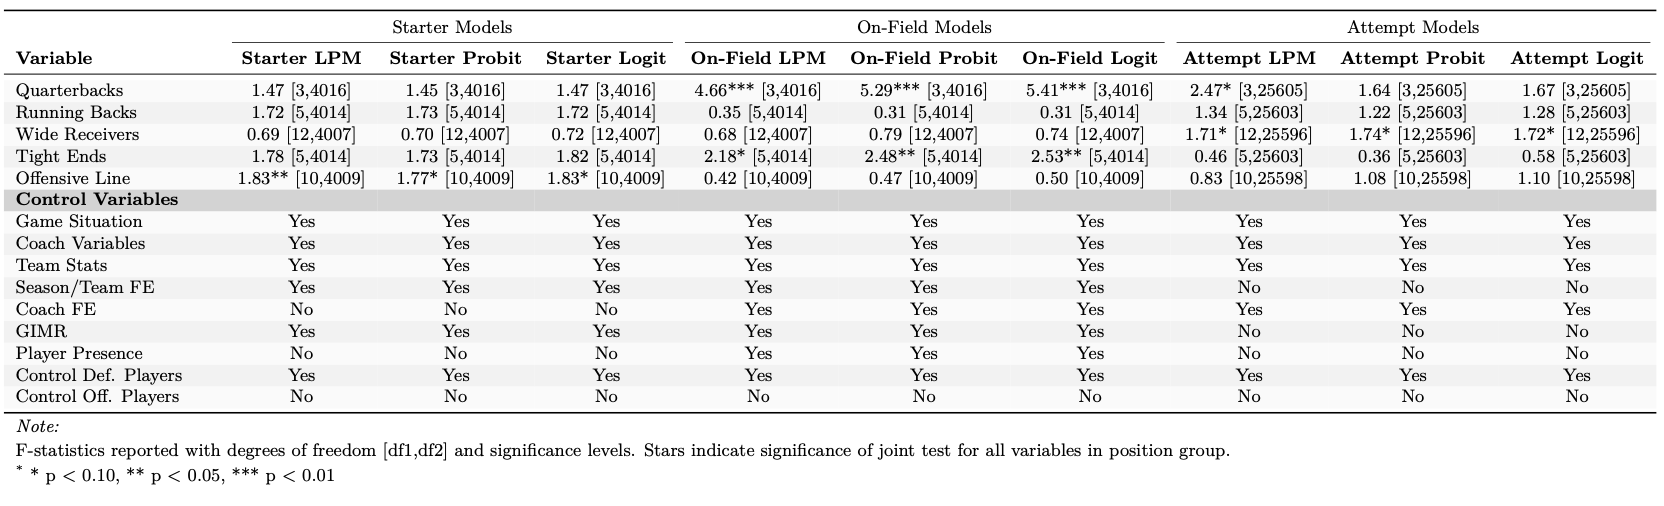 Starter Models On-Field Models Attempt Models
Variable Starter LPM Starter Probit Starter Logit On-Field LPM On-Field Probit On-Field Logit Attempt LPM Attempt Probit Attempt Logit
Quarterbacks 1.47 [3,4016] 1.45 [3,4016] 1.47 [3,4016] 4.66*** [3,4016] 5.29*** [3,4016] 5.41*** [3,4016] 2.47* [3,25605] 1.64 [3,25605] 1.67 [3,25605]
Running Backs 1.72 [5,4014] 1.73 [5,4014] 1.72 [5,4014] 0.35 [5,4014] 0.31 [5,4014] 0.31 [5,4014] 1.34 [5,25603] 1.22 [5,25603] 1.28 [5,25603]
Wide Receivers 0.69 [12,4007] 0.70 [12,4007] 0.72 [12,4007] 0.68 [12,4007] 0.79 [12,4007] 0.74 [12,4007] 1.71* [12,25596] 1.74* [12,25596] 1.72* [12,25596]
Tight Ends 1.78 [5,4014] 1.73 [5,4014] 1.82 [5,4014] 2.18* [5,4014] 2.48** [5,4014] 2.53** [5,4014] 0.46 [5,25603] 0.36 [5,25603] 0.58 [5,25603]
Offensive Line 1.83** [10,4009] 1.77* [10,4009] 1.83* [10,4009] 0.42 [10,4009] 0.47 [10,4009] 0.50 [10,4009] 0.83 [10,25598] 1.08 [10,25598] 1.10 [10,25598]
Control Variables
Game Situation Yes Yes Yes Yes Yes Yes Yes Yes Yes
Coach Variables Yes Yes Yes Yes Yes Yes Yes Yes Yes
Team Stats Yes Yes Yes Yes Yes Yes Yes Yes Yes
Season/Team FE Yes Yes Yes Yes Yes Yes No No No
Coach FE No No No Yes Yes Yes Yes Yes Yes
GIMR Yes Yes Yes Yes Yes Yes No No No
Player Presence No No No Yes Yes Yes No No No
Control Def. Players Yes Yes Yes Yes Yes Yes Yes Yes Yes
Control Off. Players No No No No No No No No No
Note:
F-statistics reported with degrees of freedom [df1,df2] and significance levels. Stars indicate significance of joint test for all variables in position group.
* * p < 0.10, ** p < 0.05, *** p < 0.01